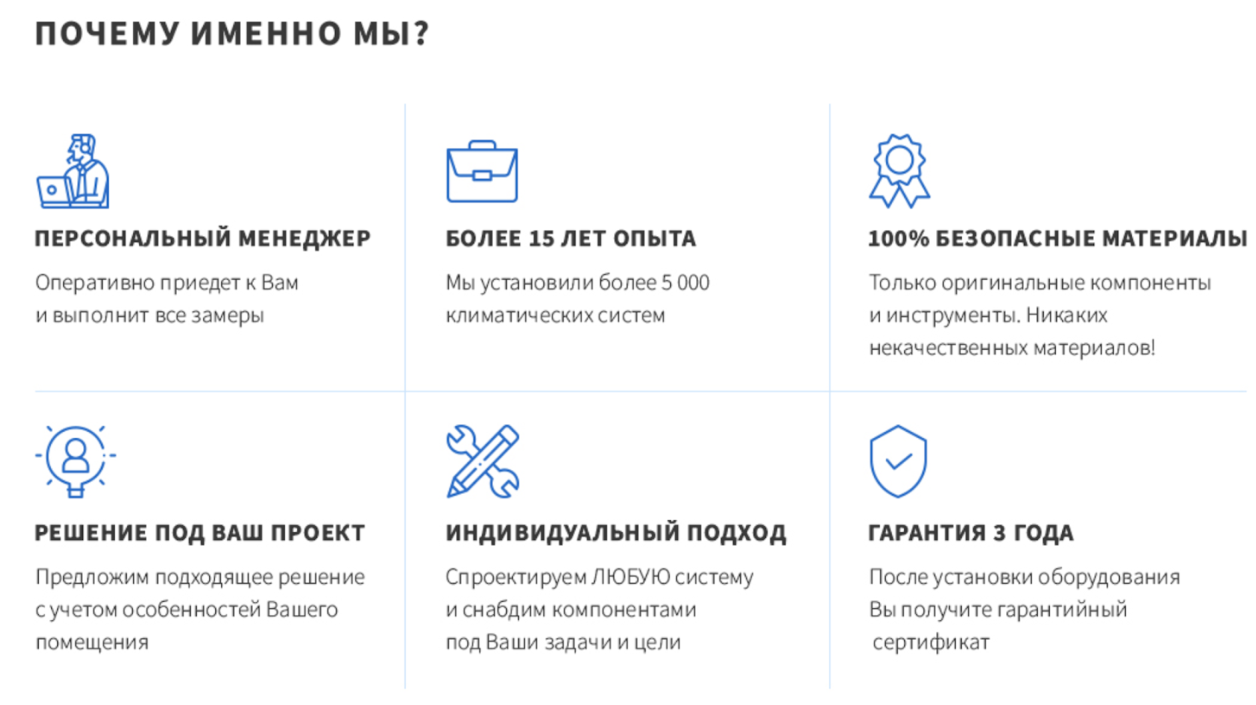 ПОЧЕМУ ИМЕННО МЫ?
ПЕРСОНАЛЬНЫЙ МЕНЕДЖЕР
Оперативно приедет к Вам
и выполнит все замеры
БОЛЕЕ 15 ЛЕТ ОПЫТА
Мы установили более 5 000
климатических систем
100% БЕЗОПАСНЫЕ МАТЕРИАЛЫ
Только оригинальные компоненты
и инструменты. Никаких
некачественных материалов!
РЕШЕНИЕ ПОД ВАШ ПРОЕКТ
Предложим подходящее решение
с учетом особенностей Вашего
помещения
ИНДИВИДУАЛЬНЫЙ ПОДХОД
Спроектируем ЛЮБУЮ систему
и снабдим компонентами
под Ваши задачи и цели
ГАРАНТИЯ 3 ГОДА
После установки оборудования
Вы получите гарантийный
сертификат